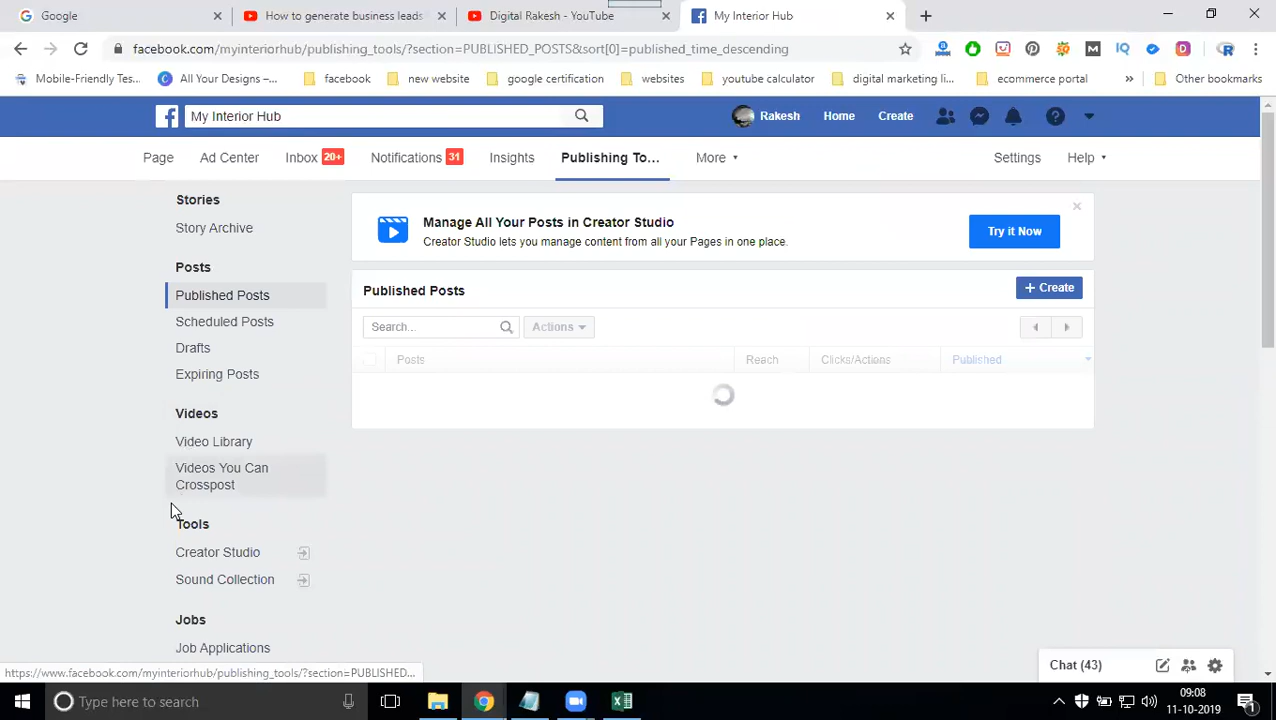 Google
How to generate business leads
Digital Rakesh - YouTube
My Interior Hub
facebook.com/myinteriorhub/publishing_tools/?section=PUBLISHED_POSTS&sort[0]=published_time_descending
Mobile-Friendly Tes...
All Your Designs –...
facebook
new website
google certification
websites
youtube calculator
digital marketing li...
ecommerce portal
»
Other bookmarks
My Interior Hub
Rakesh
Home
Create
Page
Ad Center
Inbox 20+
Notifications 31
Insights
Publishing To...
More
Settings
Help
Stories
Story Archive
Posts
Published Posts
Scheduled Posts
Drafts
Expiring Posts
Videos
Video Library
Videos You Can
Crosspost
Tools
Creator Studio
Sound Collection
Jobs
Job Applications
Manage All Your Posts in Creator Studio
Creator Studio lets you manage content from all your Pages in one place.
Try it Now
Published Posts
+ Create
Search...
Actions
Posts
Reach
Clicks/Actions
Published
https://www.facebook.com/myinteriorhub/publishing_tools/?section=PUBLISHED...
Chat (43)
Type here to search
09:08
11-10-2019